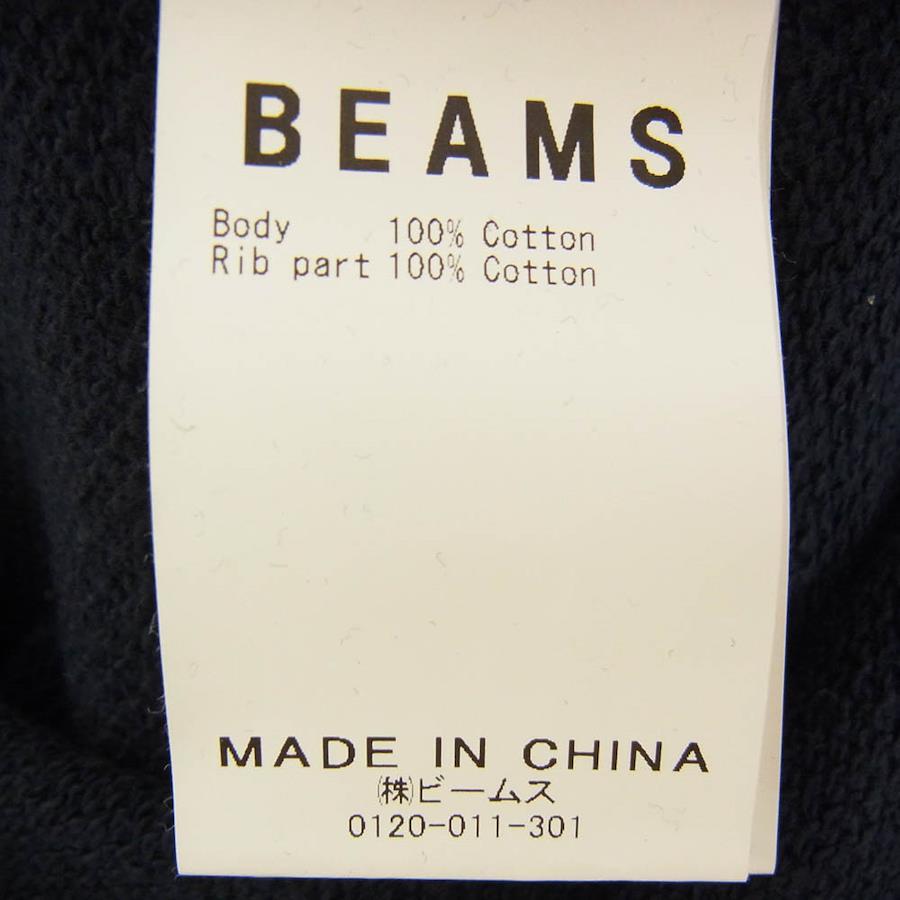 BEAMS
Body 100% Cotton
Rib part 100% Cotton
MADE IN CHINA
㈱ビームス
0120-011-301